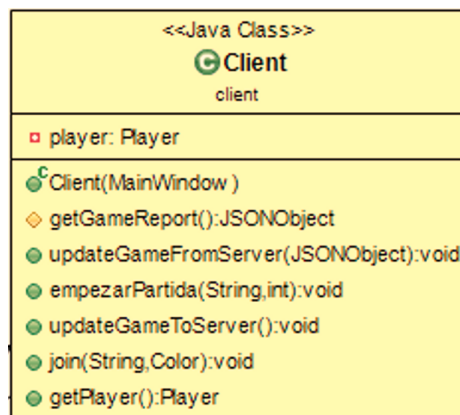 <<Java Class>>
Client
client
player: Player
Client(MainWindow)
getGameReport():JSONObject
updateGameFromServer(JSONObject):void
empezarPartida(String,int):void
updateGameToServer():void
join(String,Color):void
getPlayer():Player